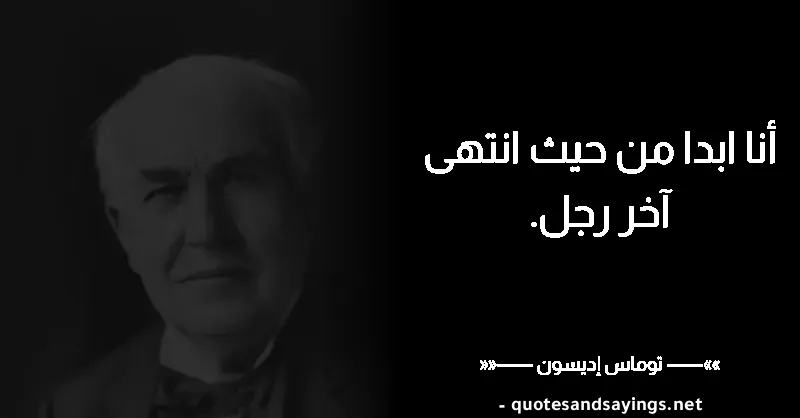 أنا ابدا من حيث انتهى
آخر رجل.
»»—— توماس إديسون ——««
- quotesandsayings.net